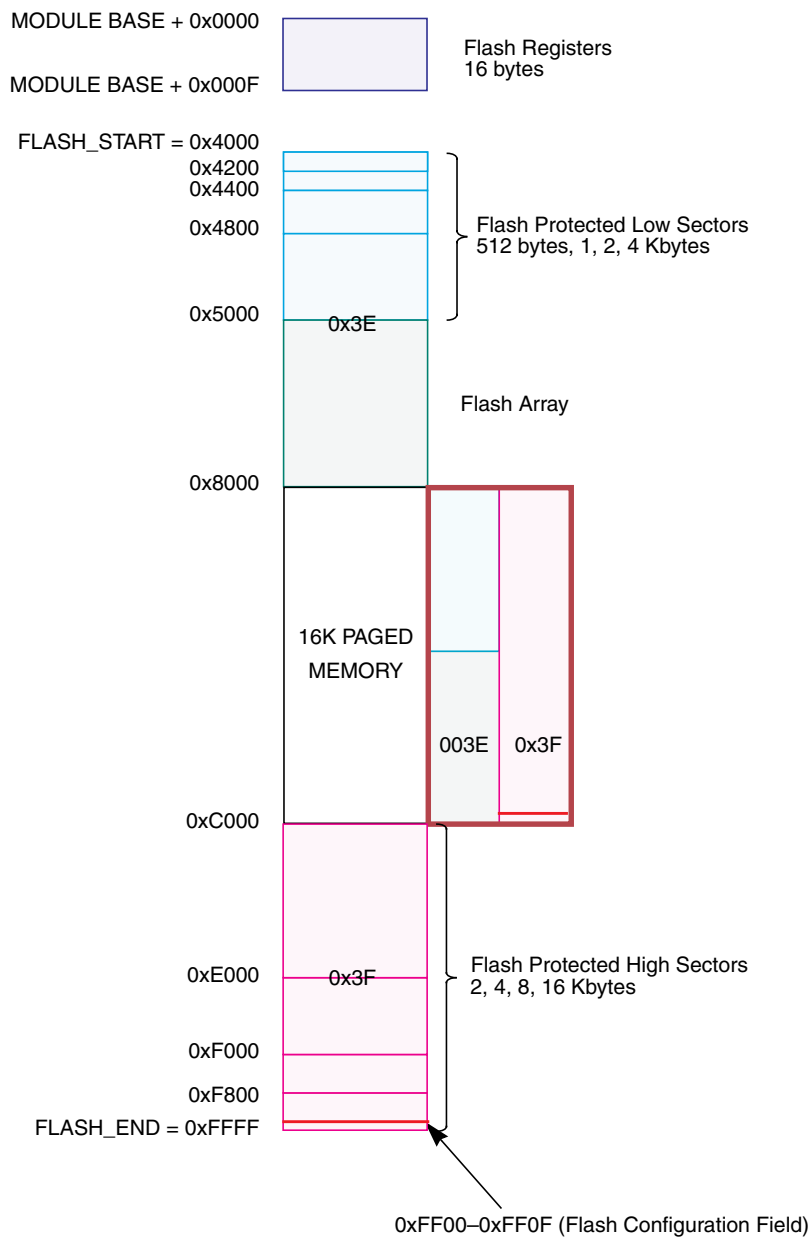 MODULE BASE + 0x0000
Flash Registers
16 bytes
MODULE BASE + 0x000F
FLASH_START = 0x4000
0x4200
0x4400
0x4800
Flash Protected Low Sectors
512 bytes, 1, 2, 4 Kbytes
0x5000
0x3E
Flash Array
0x8000
16K PAGED
MEMORY
003E
0x3F
0xC000
Flash Protected High Sectors
2, 4, 8, 16 Kbytes
0xE000
0x3F
0xF000
0xF800
FLASH_END = 0xFFFF
0xFF00–0xFF0F (Flash Configuration Field)